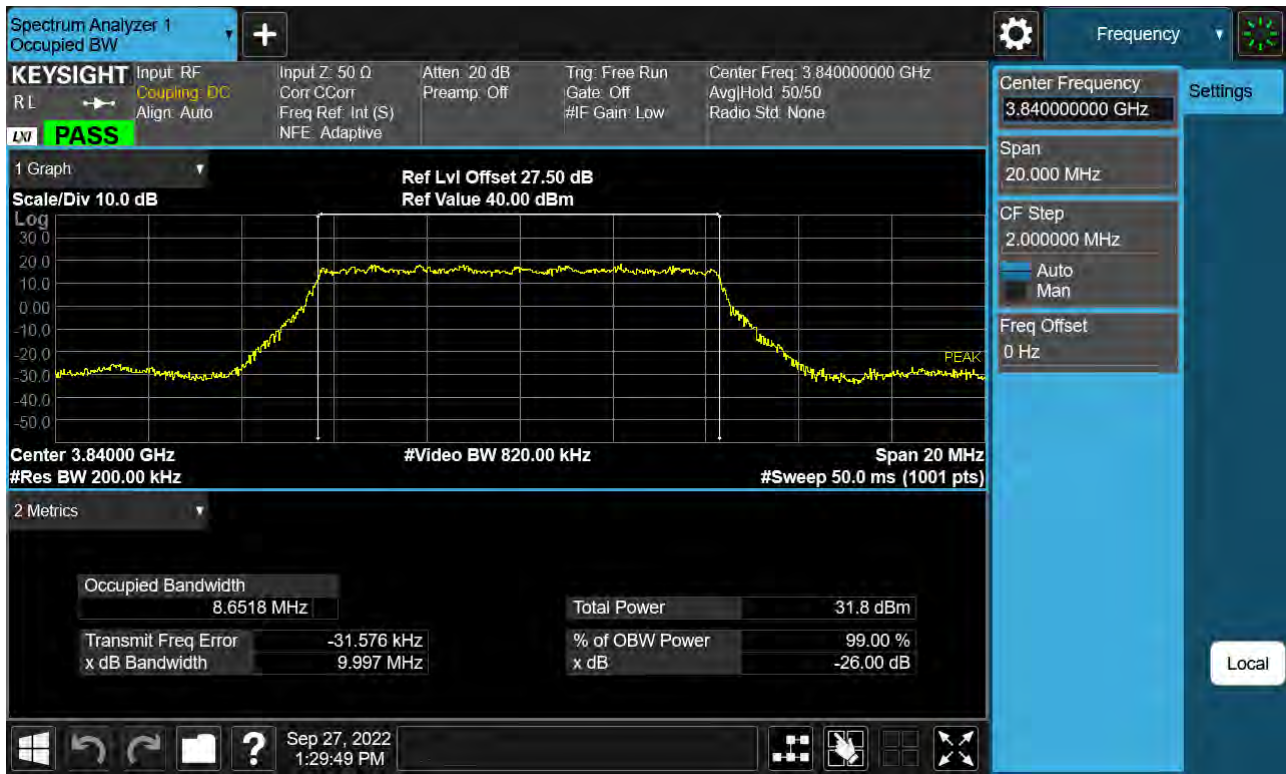 Spectrum Analyzer 1
Occupied BW
+
Frequency
KEYSIGHT
RL
LXI
PASS
Input: RF
Coupling: DC
Align: Auto
Input Z: 50 Ω
Corr CCorr
Freq Ref: Int (S)
NFE: Adaptive
Atten: 20 dB
Preamp: Off
Trig: Free Run
Gate: Off
#IF Gain: Low
Center Freq: 3.840000000 GHz
Avg|Hold: 50/50
Radio Std: None
Center Frequency
3.840000000 GHz
Settings
Span
20.000 MHz
CF Step
2.000000 MHz
Auto
Man
Freq Offset
0 Hz
Local
1 Graph
Scale/Div 10.0 dB
Ref Lvl Offset 27.50 dB
Ref Value 40.00 dBm
Log
30.0
20.0
10.0
0.00
-10.0
-20.0
-30.0
-40.0
-50.0
PEAK
Center 3.84000 GHz
#Video BW 820.00 kHz
Span 20 MHz
#Res BW 200.00 kHz
#Sweep 50.0 ms (1001 pts)
2 Metrics
Occupied Bandwidth
8.6518 MHz
Total Power 31.8 dBm
Transmit Freq Error -31.576 kHz
% of OBW Power 99.00 %
x dB Bandwidth 9.997 MHz
x dB -26.00 dB
?
Sep 27, 2022
1:29:49 PM